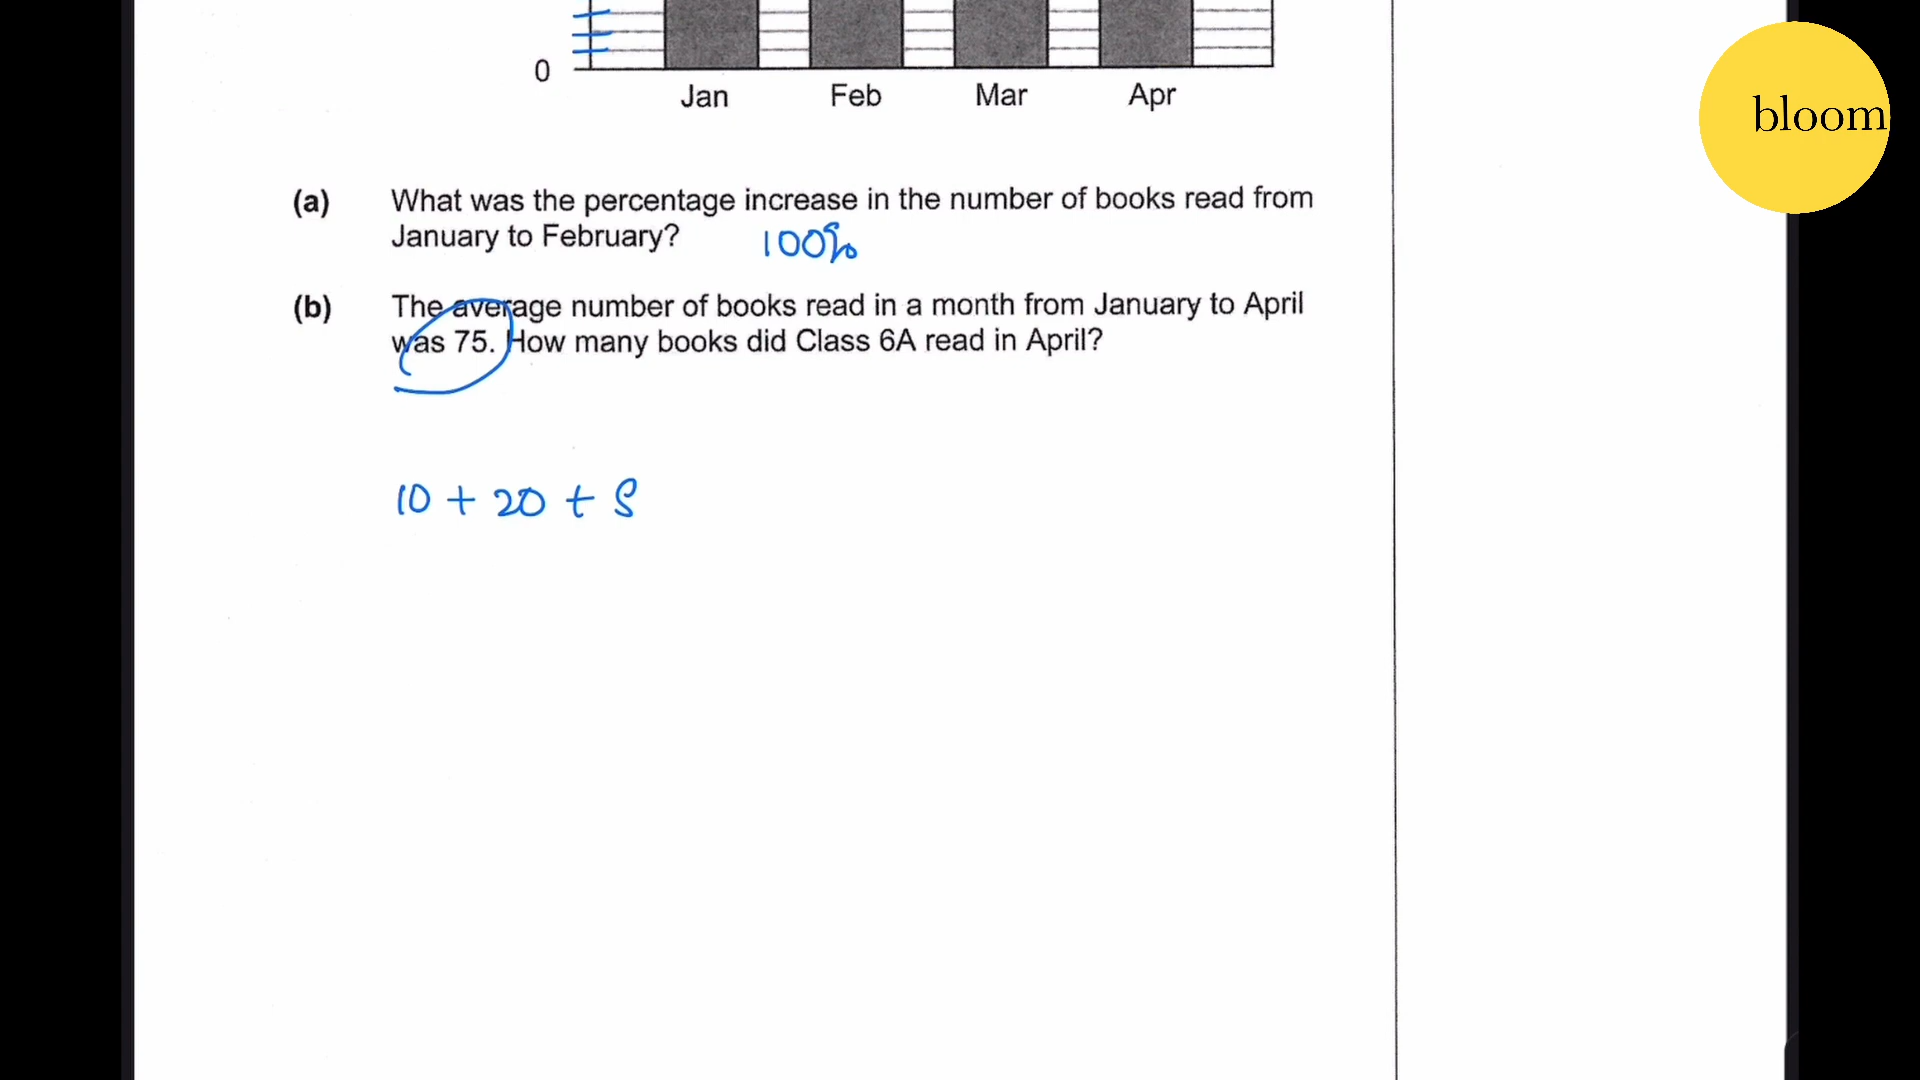 bloom
0
Jan Feb Mar Apr
(a) What was the percentage increase in the number of books read from
January to February? 100%
(b) The average number of books read in a month from January to April
was 75. How many books did Class 6A read in April?
10 + 20 +